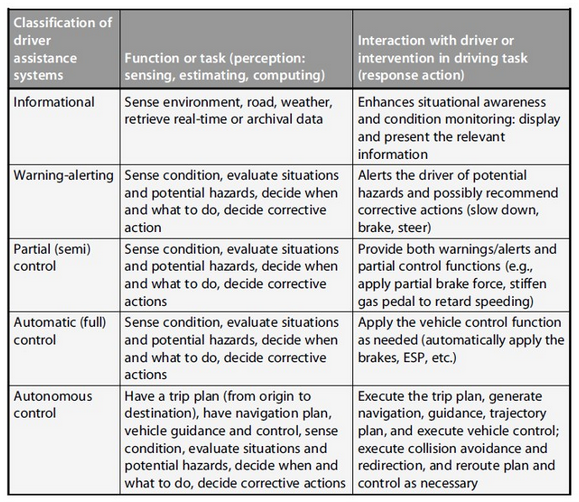 Classification of
driver
assistance
systems
Function or task (perception:
sensing, estimating, computing)
Interaction with driver or
intervention in driving task
(response action)
Informational
Sense environment, road, weather,
retrieve real-time or archival data
Enhances situational awareness
and condition monitoring: display
and present the relevant
information
Warning-alerting
Sense condition, evaluate situations
and potential hazards, decide when
and what to do, decide corrective
action
Alerts the driver of potential
hazards and possibly recommend
corrective actions (slow down,
brake, steer)
Partial (semi)
control
Sense condition, evaluate situations
and potential hazards, decide when
and what to do, decide corrective
actions
Provide both warnings/alerts and
partial control functions (e.g.,
apply partial brake force, stiffen
gas pedal to retard speeding)
Automatic (full)
control
Sense condition, evaluate situations
and potential hazards, decide when
and what to do, decide corrective
actions
Apply the vehicle control function
as needed (automatically apply the
brakes, ESP, etc.)
Autonomous
control
Have a trip plan (from origin to
destination), have navigation plan,
vehicle guidance and control, sense
condition, evaluate situations and
potential hazards, decide when and
what to do, decide corrective actions
Execute the trip plan, generate
navigation, guidance, trajectory
plan, and execute vehicle control;
execute collision avoidance and
redirection, and reroute plan and
control as necessary